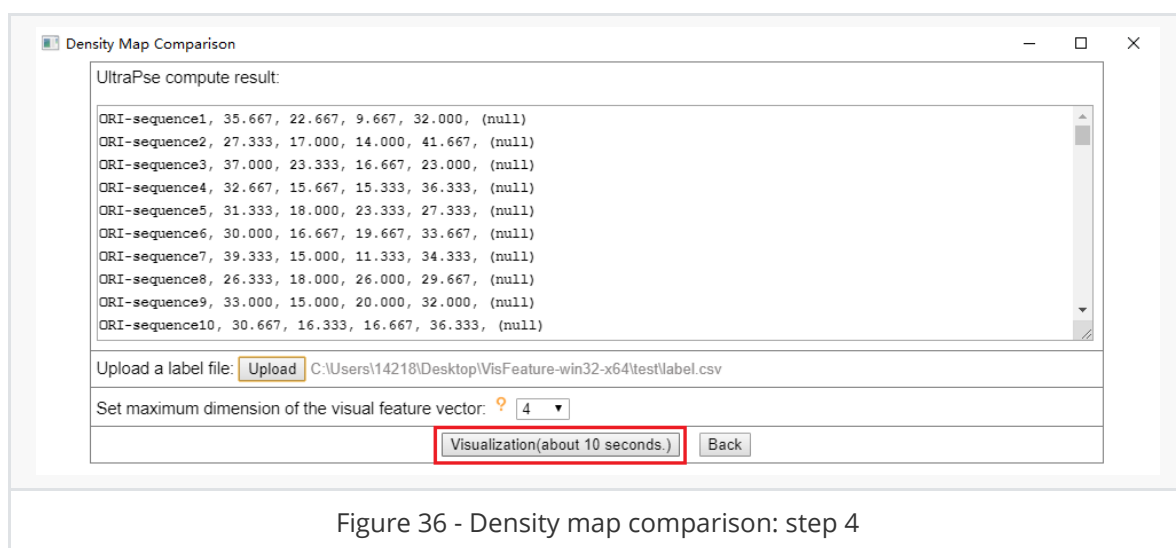 Density Map Comparison
UltraPse compute result:
ORI-sequence1, 35.667, 22.667, 9.667, 32.000, (null)
ORI-sequence2, 27.333, 17.000, 14.000, 41.667, (null)
ORI-sequence3, 37.000, 23.333, 16.667, 23.000, (null)
ORI-sequence4, 32.667, 15.667, 15.333, 36.333, (null)
ORI-sequence5, 31.333, 18.000, 23.333, 27.333, (null)
ORI-sequence6, 30.000, 16.667, 19.667, 33.667, (null)
ORI-sequence7, 39.333, 15.000, 11.333, 34.333, (null)
ORI-sequence8, 26.333, 18.000, 26.000, 29.667, (null)
ORI-sequence9, 33.000, 15.000, 20.000, 32.000, (null)
ORI-sequence10, 30.667, 16.333, 16.667, 36.333, (null)
Upload a label file: Upload C:\Users\14218\Desktop\VisFeature-win32-x64\test\label.csv
Set maximum dimension of the visual feature vector: ? 4
Visualization(about 10 seconds.) Back
Figure 36 - Density map comparison: step 4